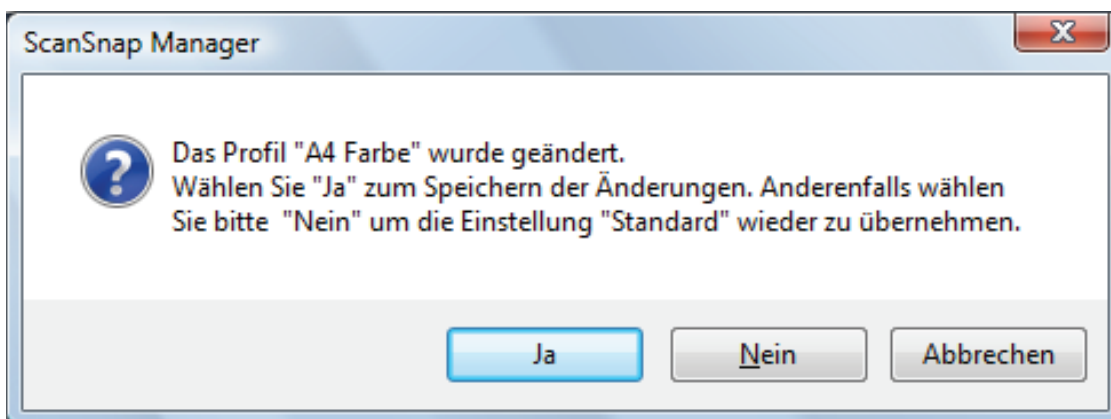 ScanSnap Manager
Das Profil "A4 Farbe" wurde geändert.
Wählen Sie "Ja" zum Speichern der Änderungen. Anderenfalls wählen
Sie bitte  "Nein" um die Einstellung "Standard" wieder zu übernehmen.
Ja
Nein
Abbrechen